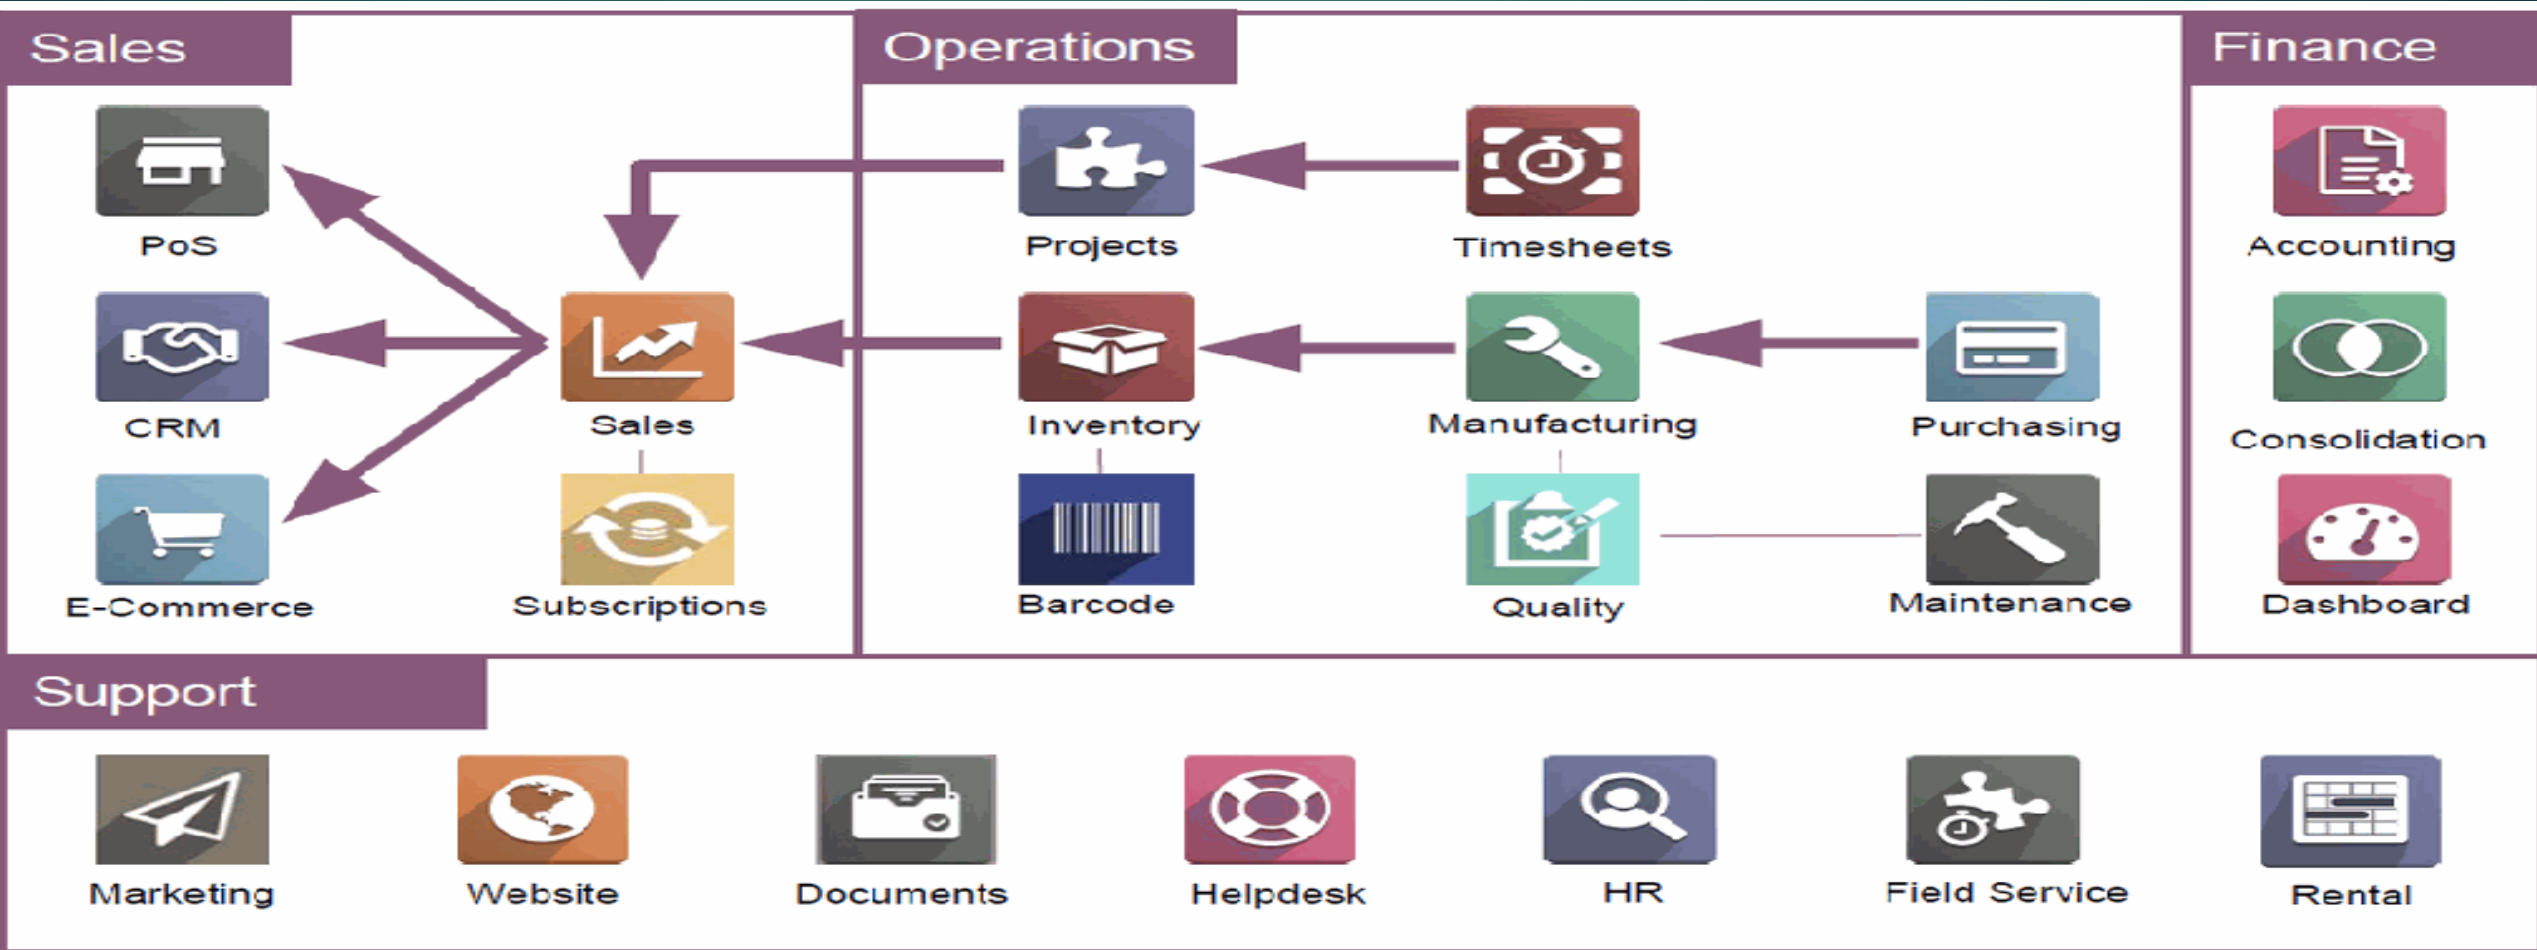 Sales
Operations
Finance
PoS
Projects
Timesheets
Accounting
CRM
Sales
Inventory
Manufacturing
Purchasing
Consolidation
E-Commerce
Subscriptions
Barcode
Quality
Maintenance
Dashboard
Support
Marketing
Website
Documents
Helpdesk
HR
Field Service
Rental